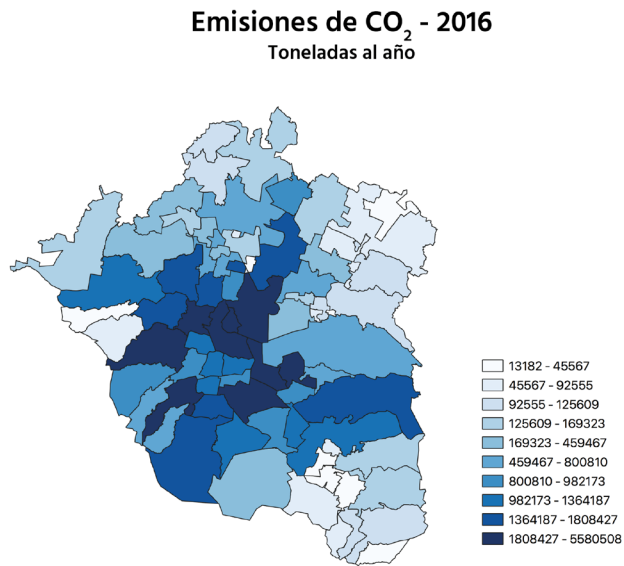 Emisiones de CO2 - 2016
Toneladas al año
13182 - 45567
45567 - 92555
92555 - 125609
125609 - 169323
169323 - 459467
459467 - 800810
800810 - 982173
982173 - 1364187
1364187 - 1808427
1808427 - 5580508